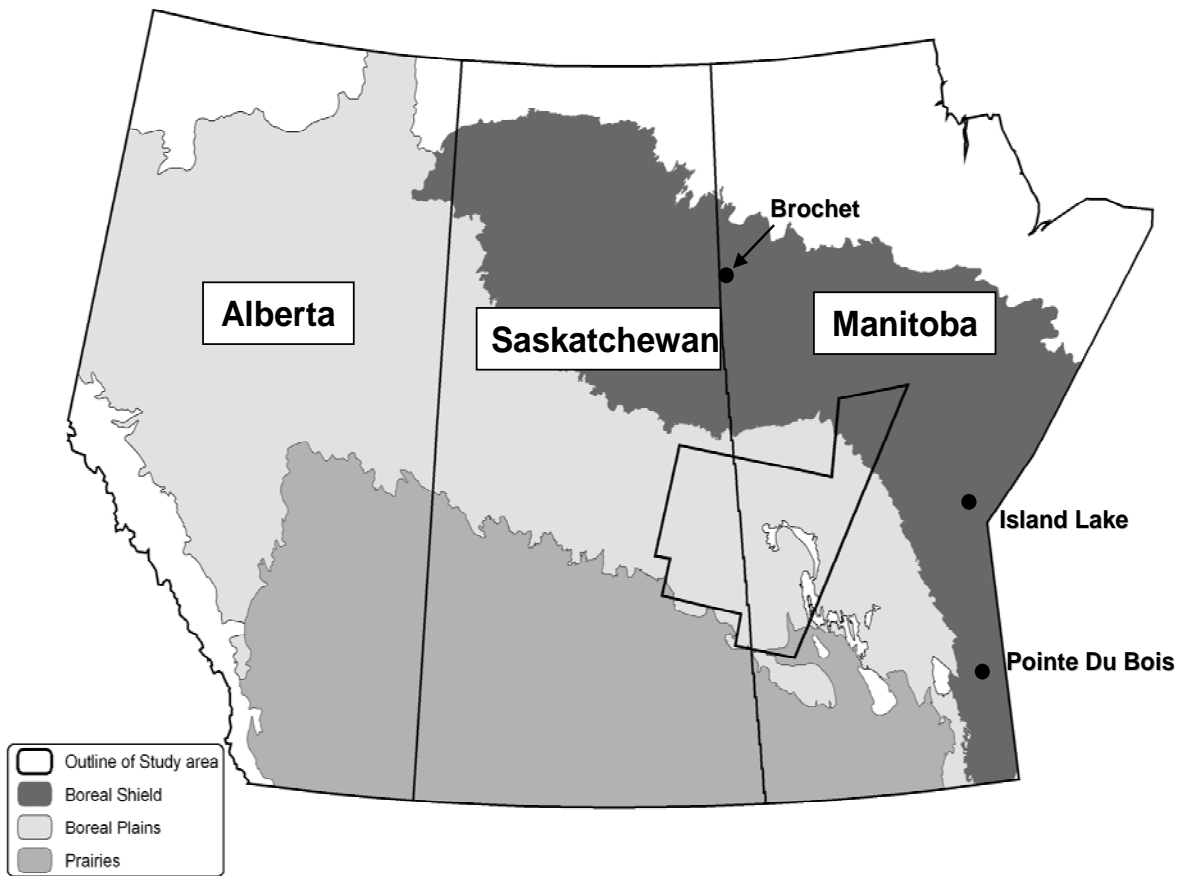 Brochet
Alberta
Saskatchewan
Manitoba
Island Lake
Pointe Du Bois
Outline of Study area
Boreal Shield
Boreal Plains
Prairies